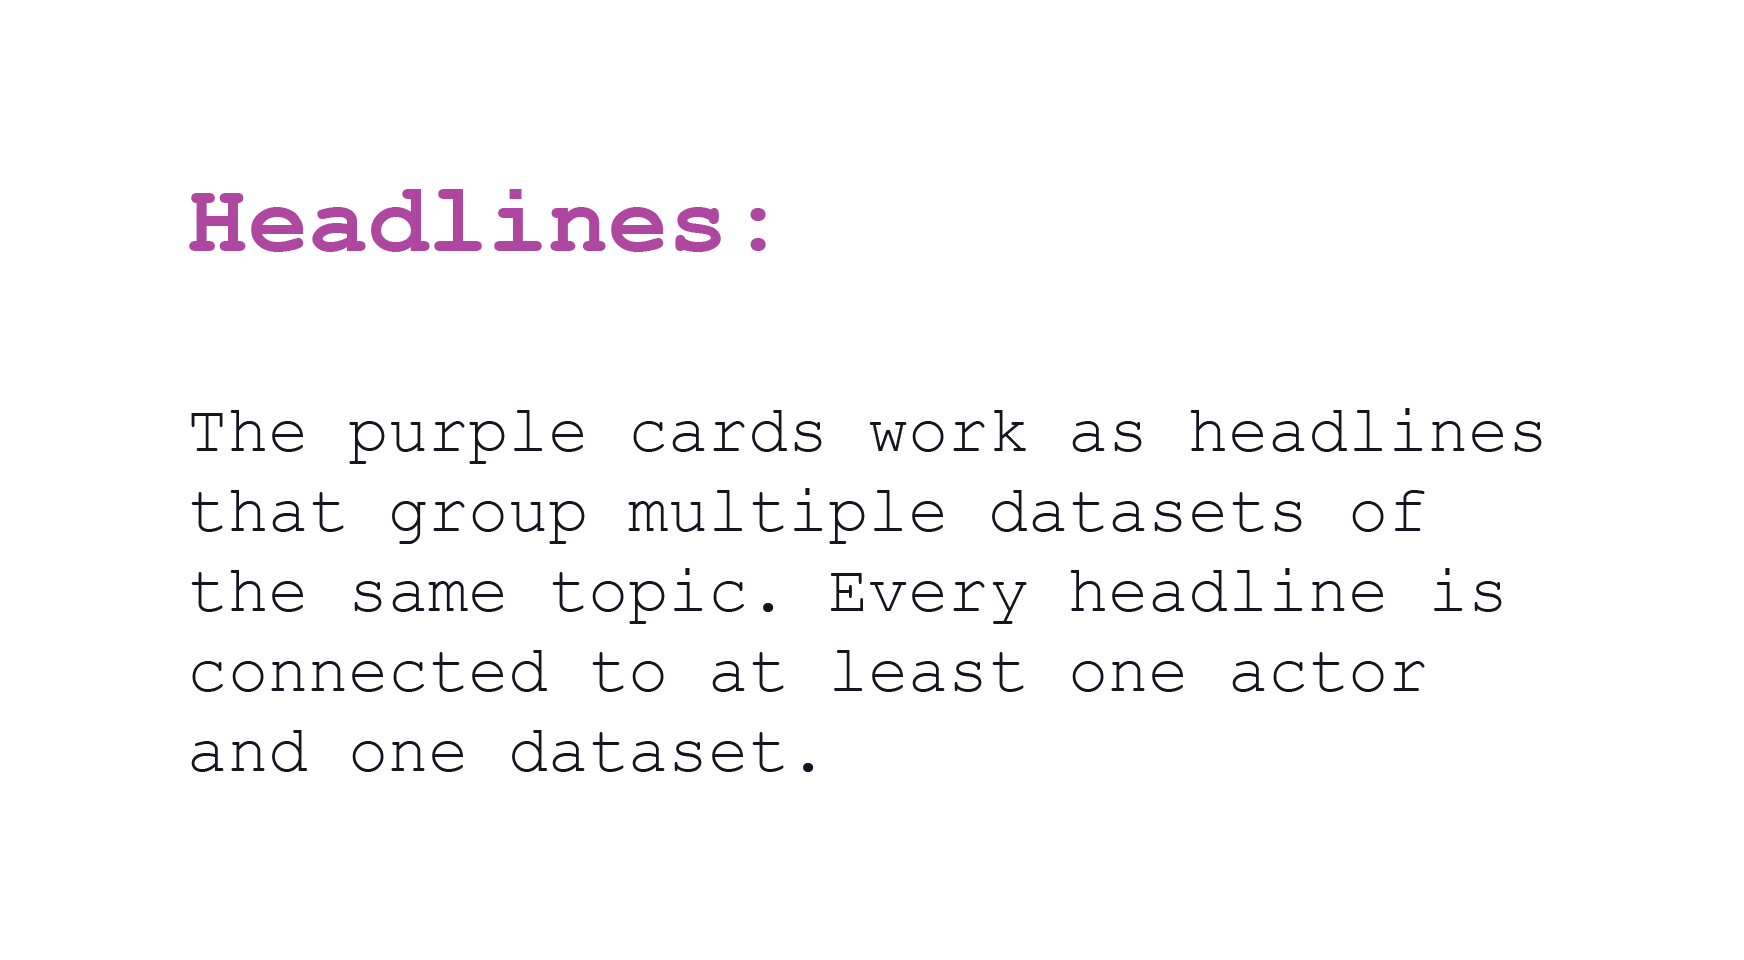 Headlines:
The purple cards work as headlines
that group multiple datasets of
the same topic. Every headline is
connected to at least one actor
and one dataset.